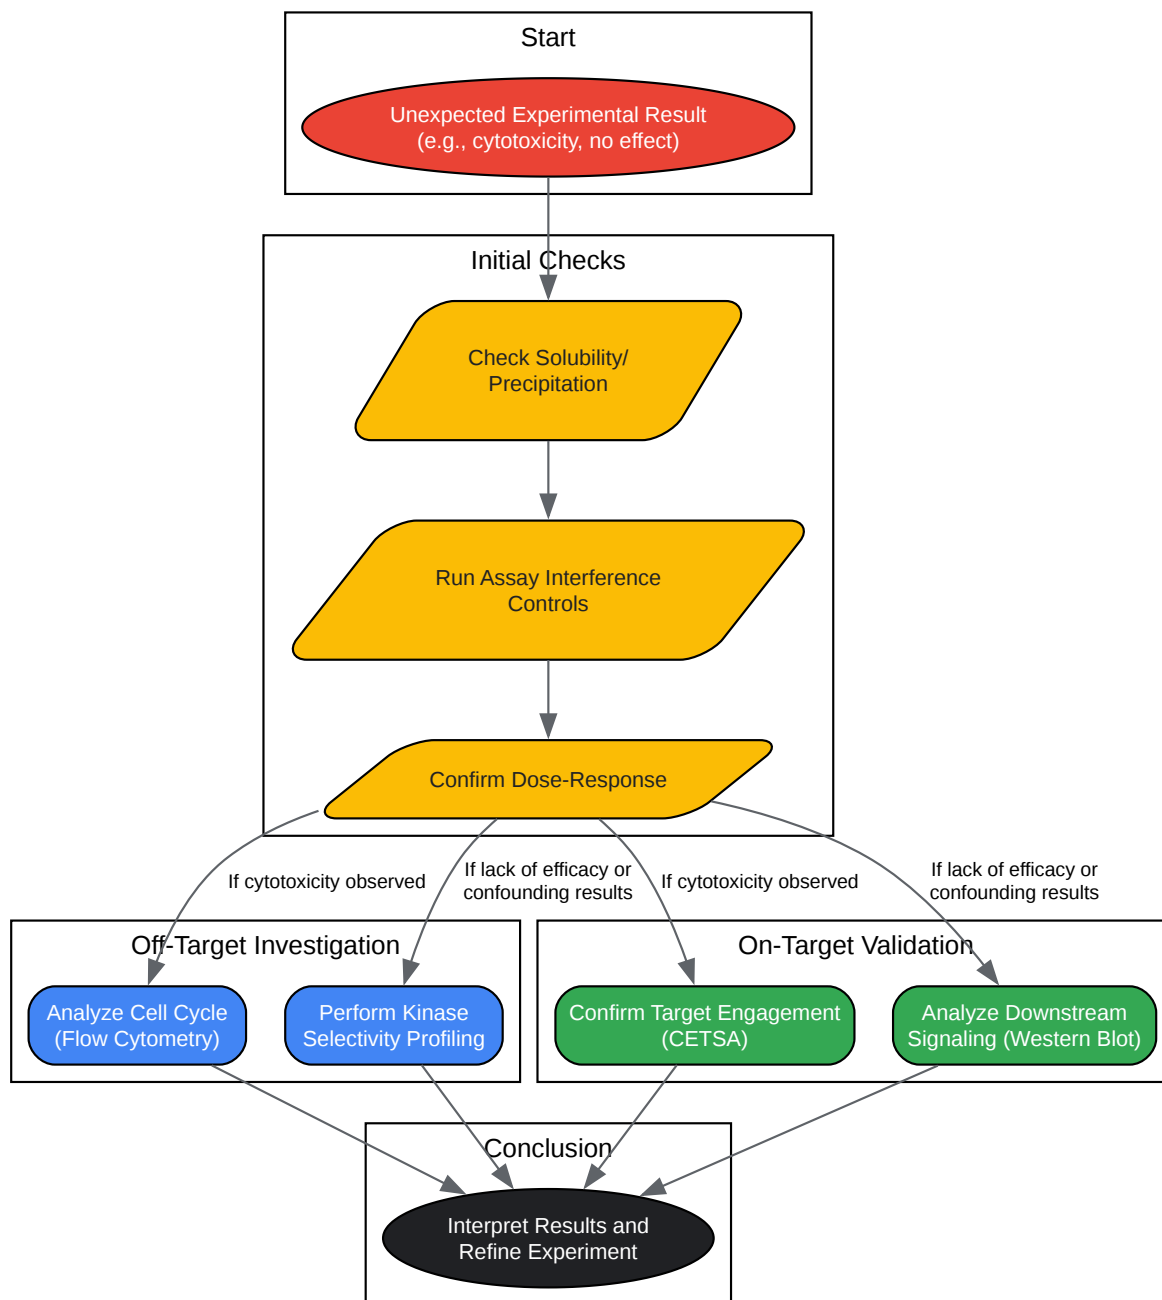 Start
Unexpected Experimental Result
(e.g., cytotoxicity, no effect)
Initial Checks
Check Solubility/
Precipitation
Run Assay Interference
Controls
Confirm Dose-Response
If cytotoxicity observed
If lack of efficacy or
confounding results
If cytotoxicity observed
If lack of efficacy or
confounding results
Off-Target Investigation
Analyze Cell Cycle
(Flow Cytometry)
Perform Kinase
Selectivity Profiling
On-Target Validation
Confirm Target Engagement
(CETSA)
Analyze Downstream
Signaling (Western Blot)
Conclusion
Interpret Results and
Refine Experiment